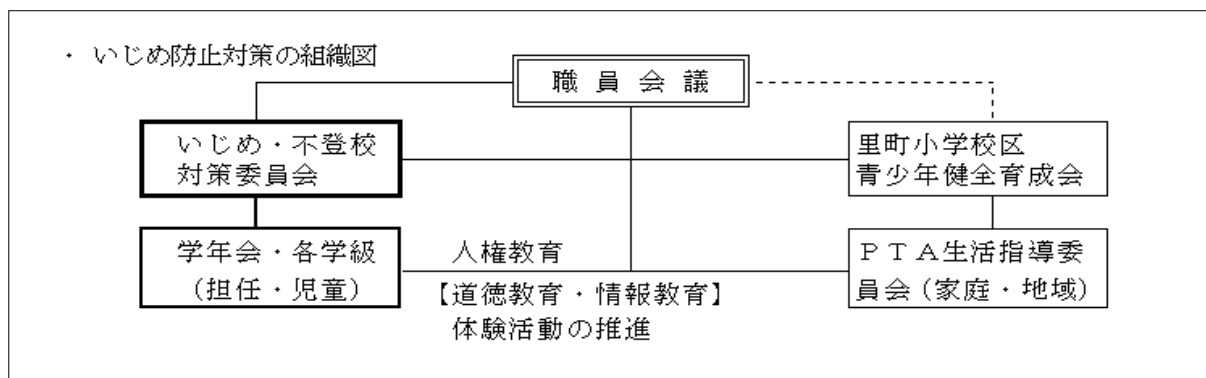 ・ いじめ防止対策の組織図
職 員 会 議
いじめ・不登校
対策委員会
里町小学校区
青少年健全育成会
学年会・各学級
（担任・児童）
人権教育
【道徳教育・情報教育】
体験活動の推進
ＰＴＡ生活指導委
員会（家庭・地域）